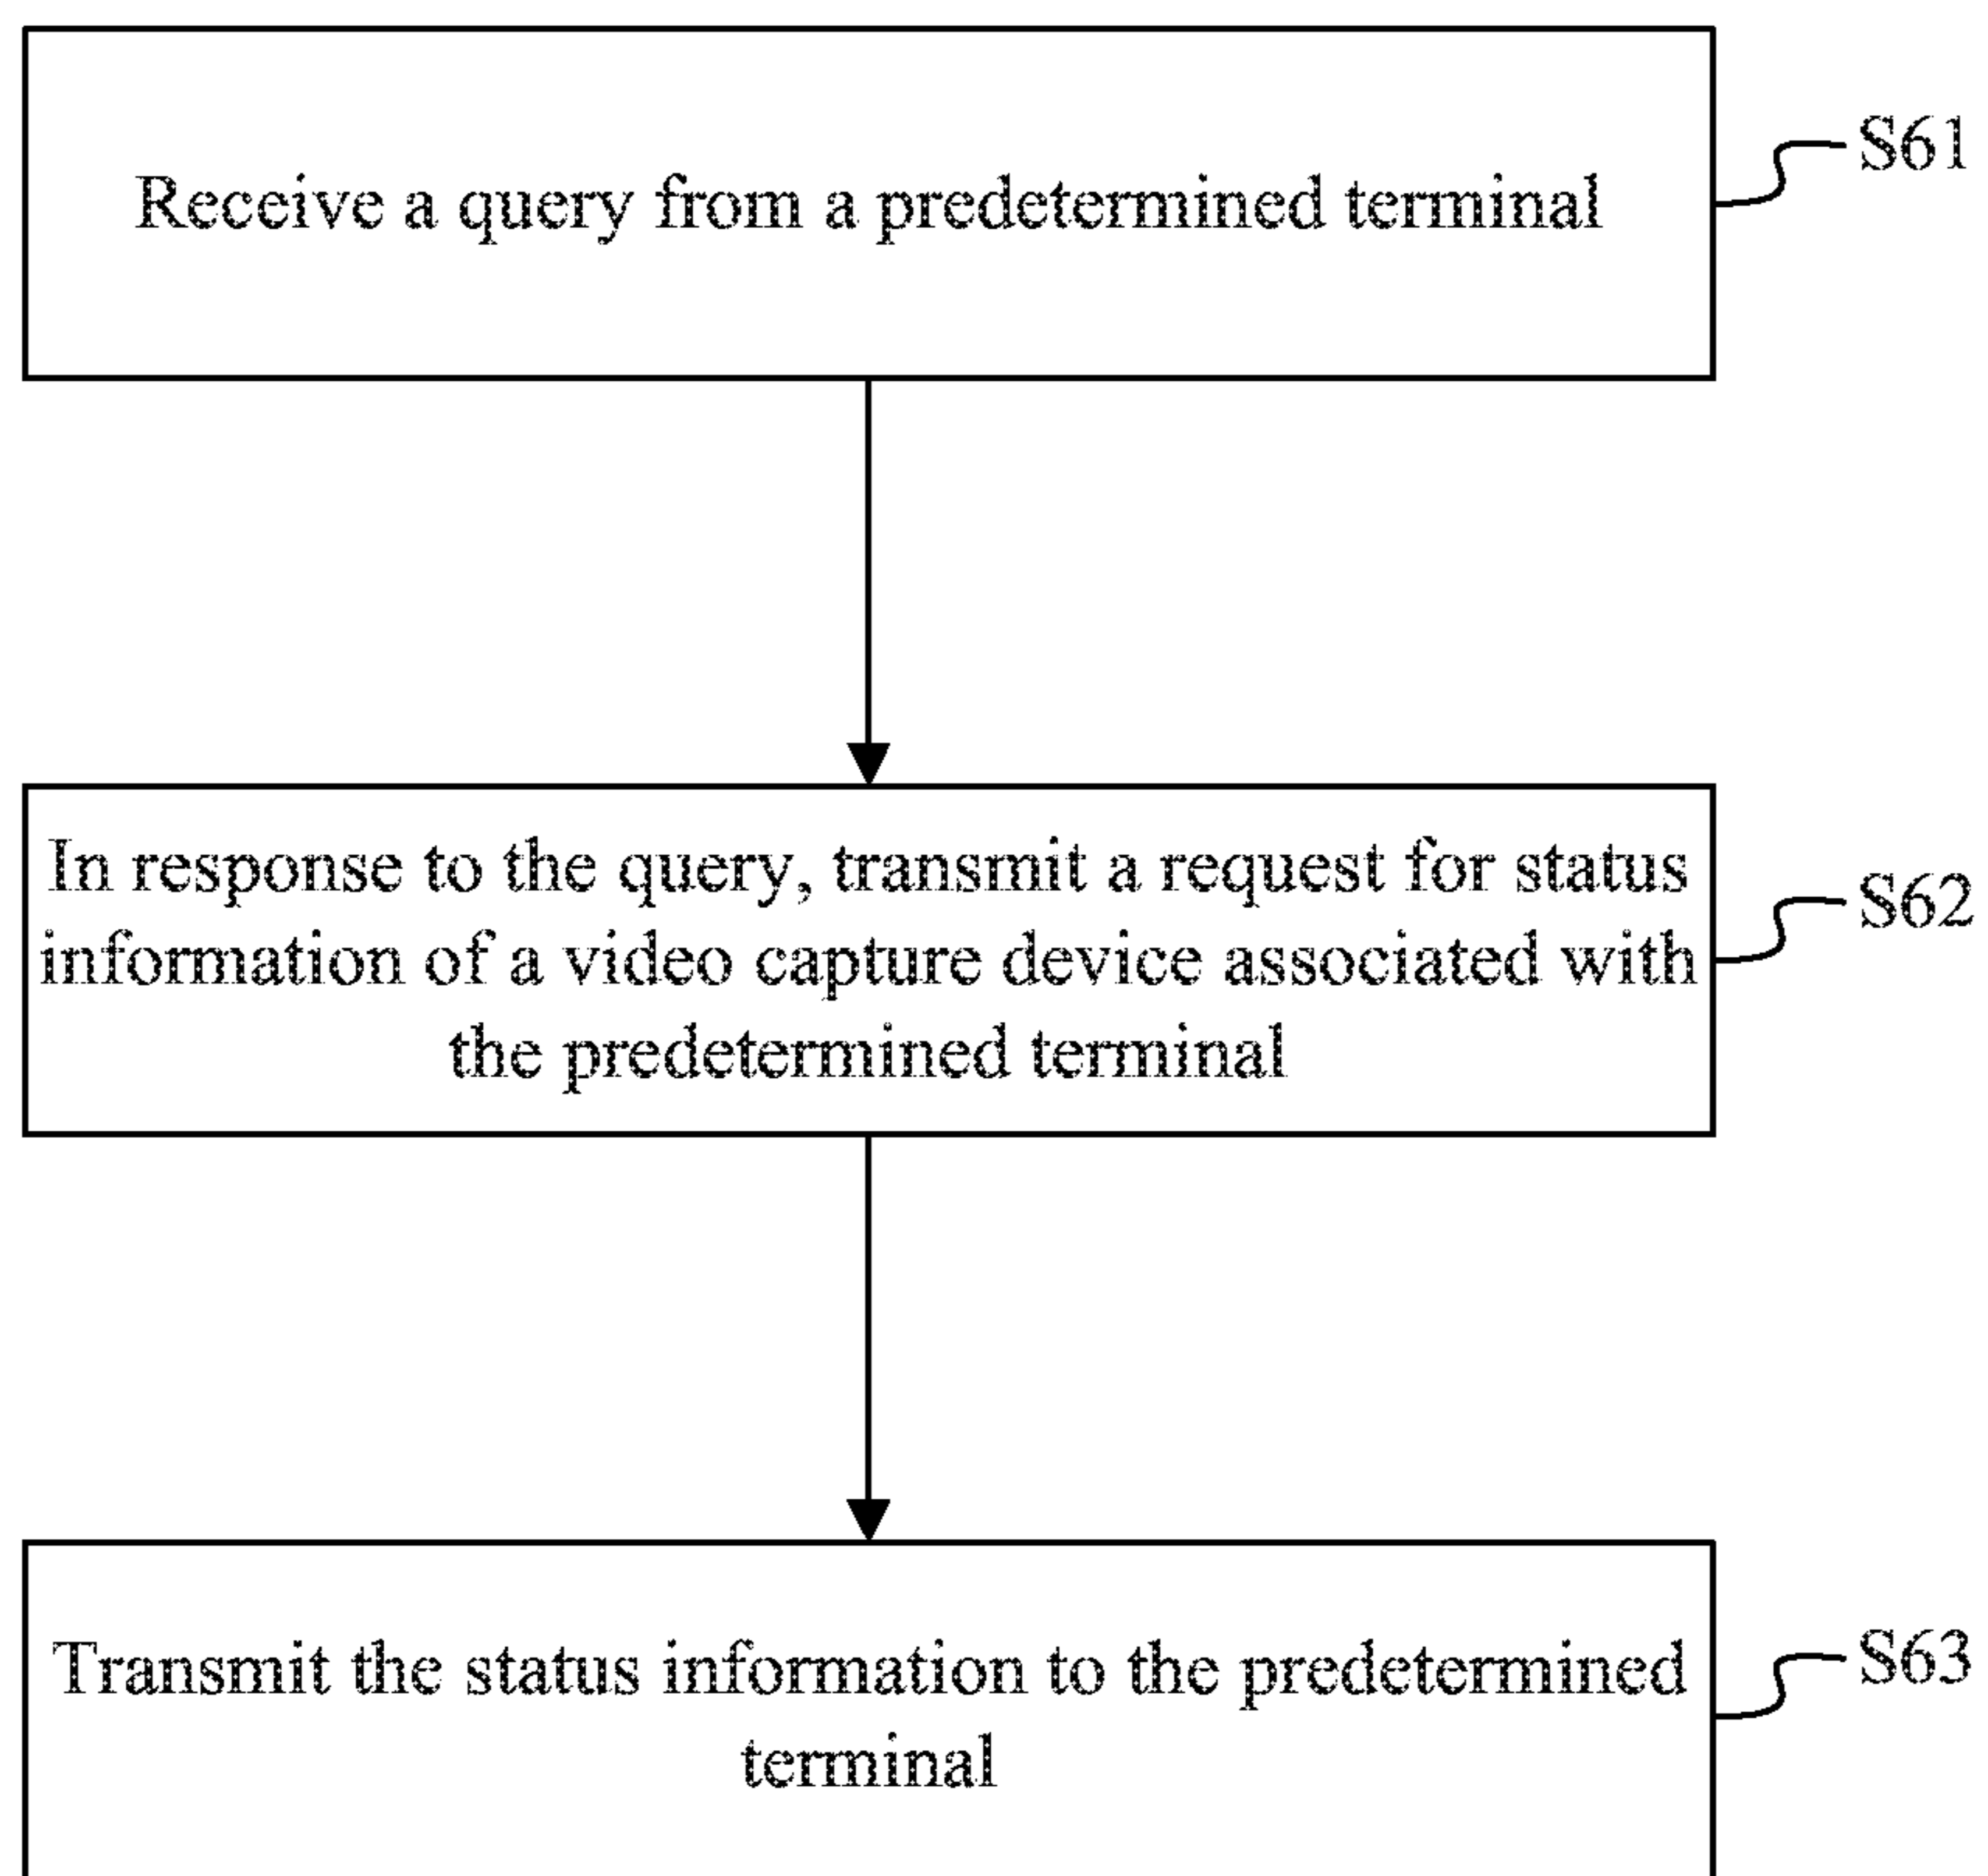 Receive a query from a predetermined terminal
S61
In response to the query, transmit a request for status
information of a video capture device associated with
the predetermined terminal
S62
Transmit the status information to the predetermined
terminal
S63